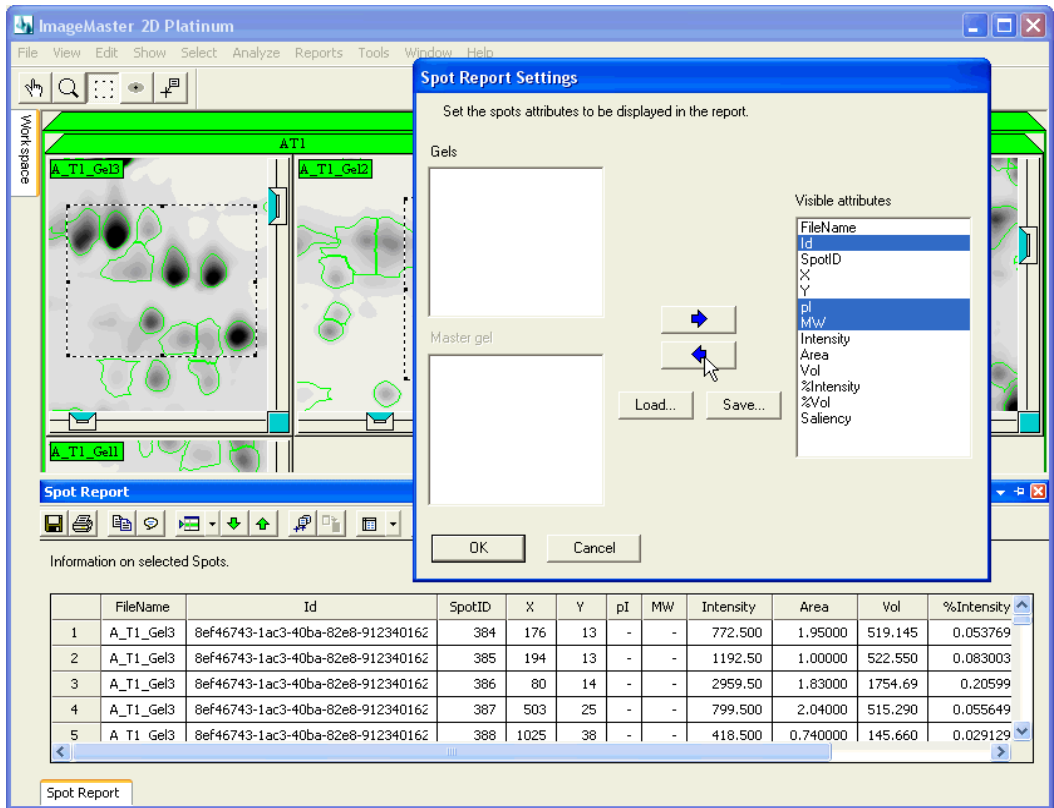 ImageMaster 2D Platinum
File View Edit Show Select Analyze Reports Tools Window Help
Workspace
AT1
A_T1_Gel3
A_T1_Gel2
A_T1_Gel1
Spot Report Settings
Set the spots attributes to be displayed in the report.
Gels
Master gel
Visible attributes
FileName
Id
SpotID
X
Y
pI
MW
Intensity
Area
Vol
%Intensity
%Vol
Saliency
Load... Save...
OK Cancel
Spot Report
Information on selected Spots.
FileName Id SpotID X Y pI MW Intensity Area Vol %Intensity
1 A_T1_Gel3 8ef46743-1ac3-40ba-82e8-912340162 384 176 13 - - 772.500 1.95000 519.145 0.053769
2 A_T1_Gel3 8ef46743-1ac3-40ba-82e8-912340162 385 194 13 - - 1192.50 1.00000 522.550 0.083003
3 A_T1_Gel3 8ef46743-1ac3-40ba-82e8-912340162 386 80 14 - - 2959.50 1.83000 1754.69 0.20599
4 A_T1_Gel3 8ef46743-1ac3-40ba-82e8-912340162 387 503 25 - - 799.500 2.04000 515.290 0.055649
5 A_T1_Gel3 8ef46743-1ac3-40ba-82e8-912340162 388 1025 38 - - 418.500 0.740000 145.660 0.029129
Spot Report